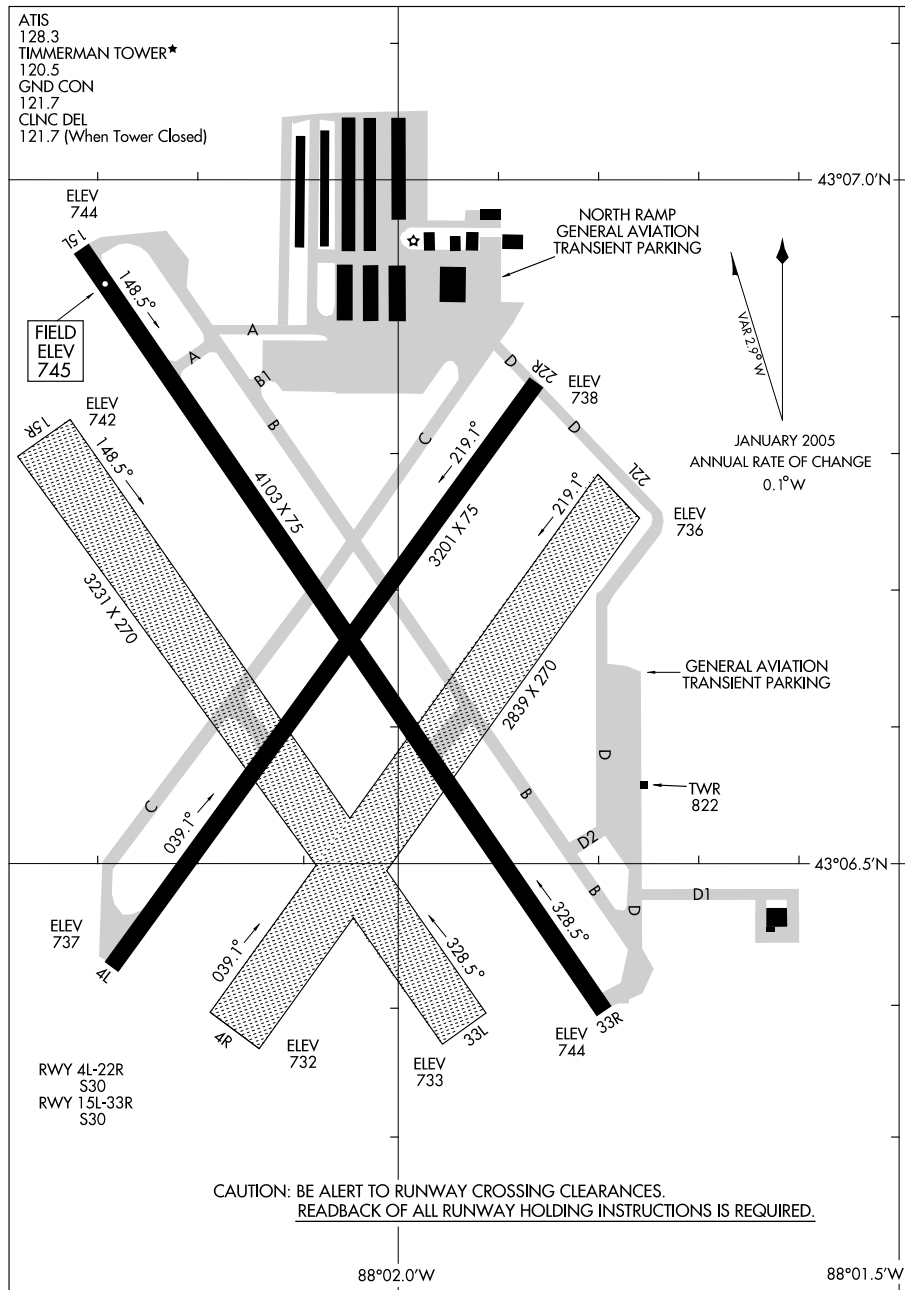 ATIS
128.3
TIMMERMAN TOWER★
120.5
GND CON
121.7
CLNC DEL
121.7 (When Tower Closed)
43°07.0'N
ELEV
744
15L
NORTH RAMP
GENERAL AVIATION
TRANSIENT PARKING
148.5°
FIELD
ELEV
745
A
A
B1
B
D
22R
ELEV
738
VAR 2.9° W
JANUARY 2005
ANNUAL RATE OF CHANGE
0.1°W
ELEV
742
15R
148.5°
C
219.1°
D
22L
ELEV
736
4103 X 75
3201 X 75
219.1°
3231 X 270
2839 X 270
GENERAL AVIATION
TRANSIENT PARKING
D
TWR
822
C
039.1°
B
D2
43°06.5'N
B
D
D1
ELEV
737
4L
039.1°
328.5°
328.5°
4R
ELEV
732
33L
ELEV
733
33R
ELEV
744
RWY 4L-22R
S30
RWY 15L-33R
S30
CAUTION: BE ALERT TO RUNWAY CROSSING CLEARANCES.
READBACK OF ALL RUNWAY HOLDING INSTRUCTIONS IS REQUIRED.
88°02.0'W
88°01.5'W